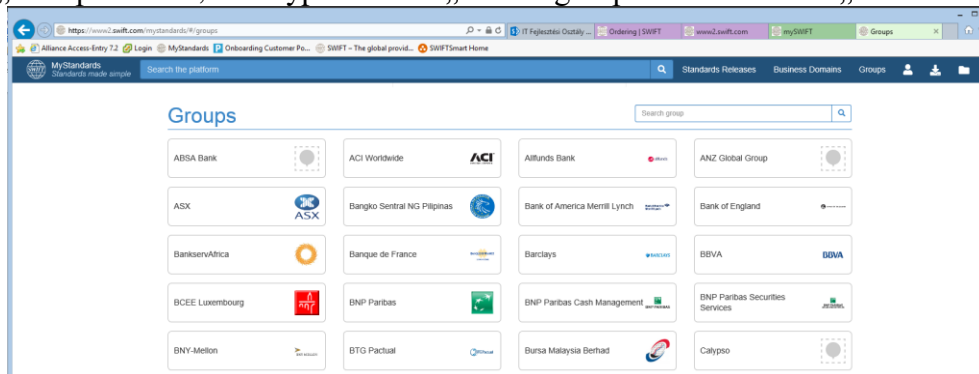 https://www2.swift.com/mystandards/#/groups
IT Fejlesztési Osztály ...
Ordering | SWIFT
www2.swift.com
mySWIFT
Groups
Alliance Access-Entry 7.2
Login
MyStandards
Onboarding Customer Po...
SWIFT – The global provid...
SWIFTSmart Home
MyStandards
Standards made simple
Search the platform
Standards Releases
Business Domains
Groups
Groups
Search group
ABSA Bank
ACI Worldwide
ACI
Allfunds Bank
ANZ Global Group
ASX
ASX
Bangko Sentral NG Pilipinas
Bank of America Merrill Lynch
Bank of England
BankservAfrica
Banque de France
Barclays
BARCLAYS
BBVA
BBVA
BCEE Luxembourg
BNP Paribas
BNP Paribas Cash Management
BNP PARIBAS
BNP Paribas Securities
Services
BNY-Mellon
BTG Pactual
Bursa Malaysia Berhad
Calypso